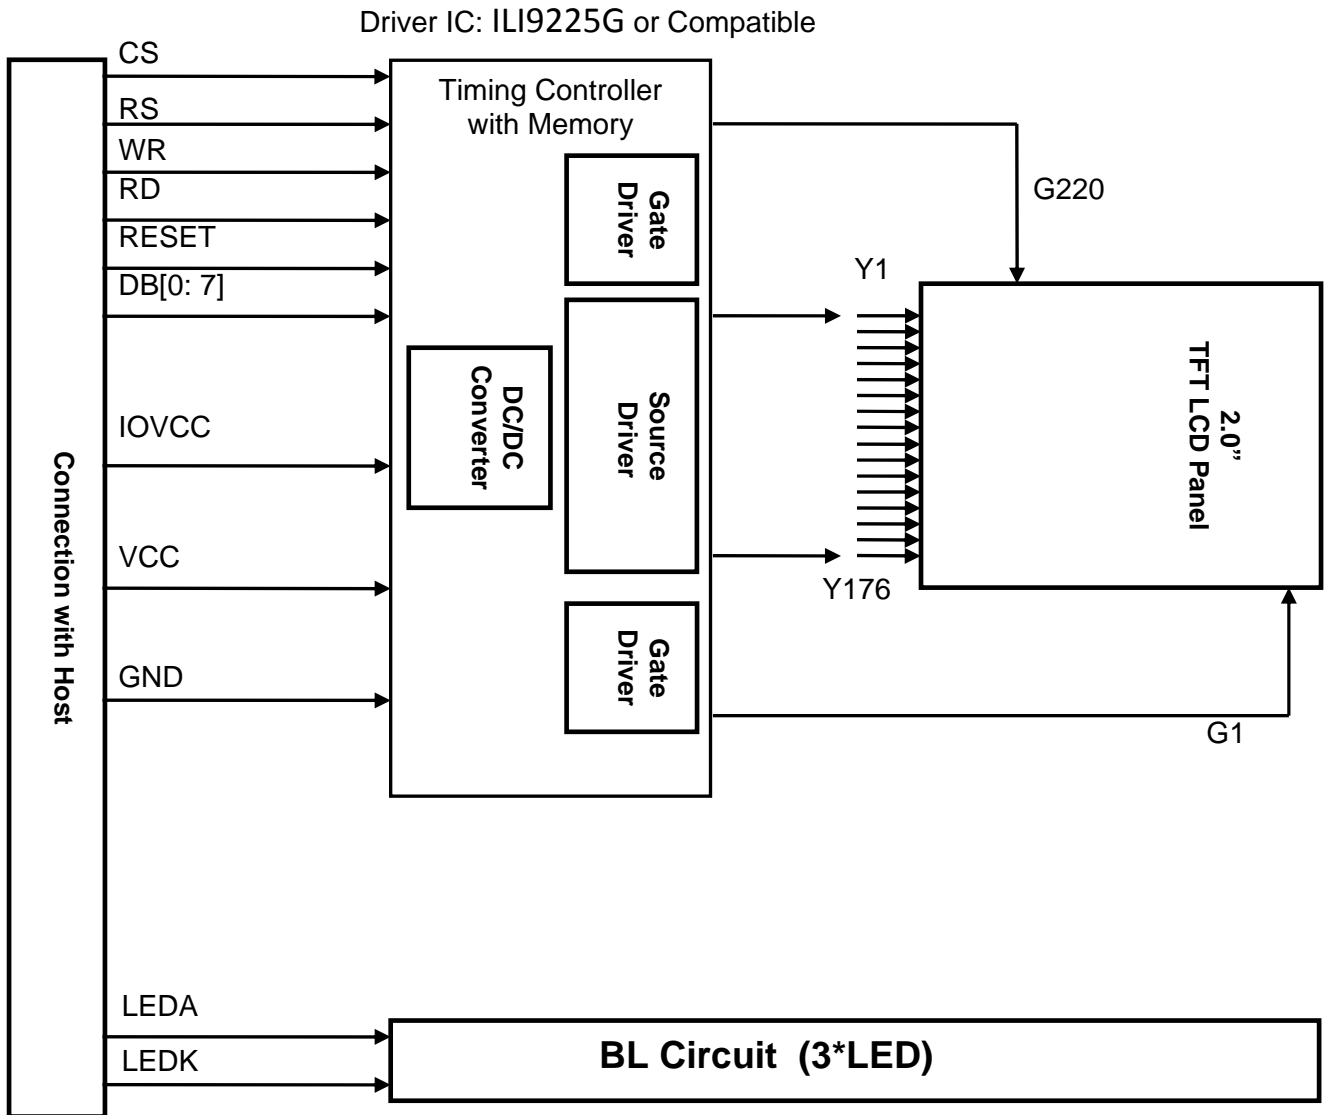 Driver IC: ILI9225G or Compatible
CS
RS
WR
RD
RESET
DB[0: 7]
IOVCC
VCC
GND
LEDA
LEDK
Connection with Host
Timing Controller
with Memory
Gate
Driver
DC/DC
Converter
Source
Driver
Gate
Driver
G220
Y1
Y176
G1
2.0”
TFT LCD Panel
BL Circuit (3*LED)